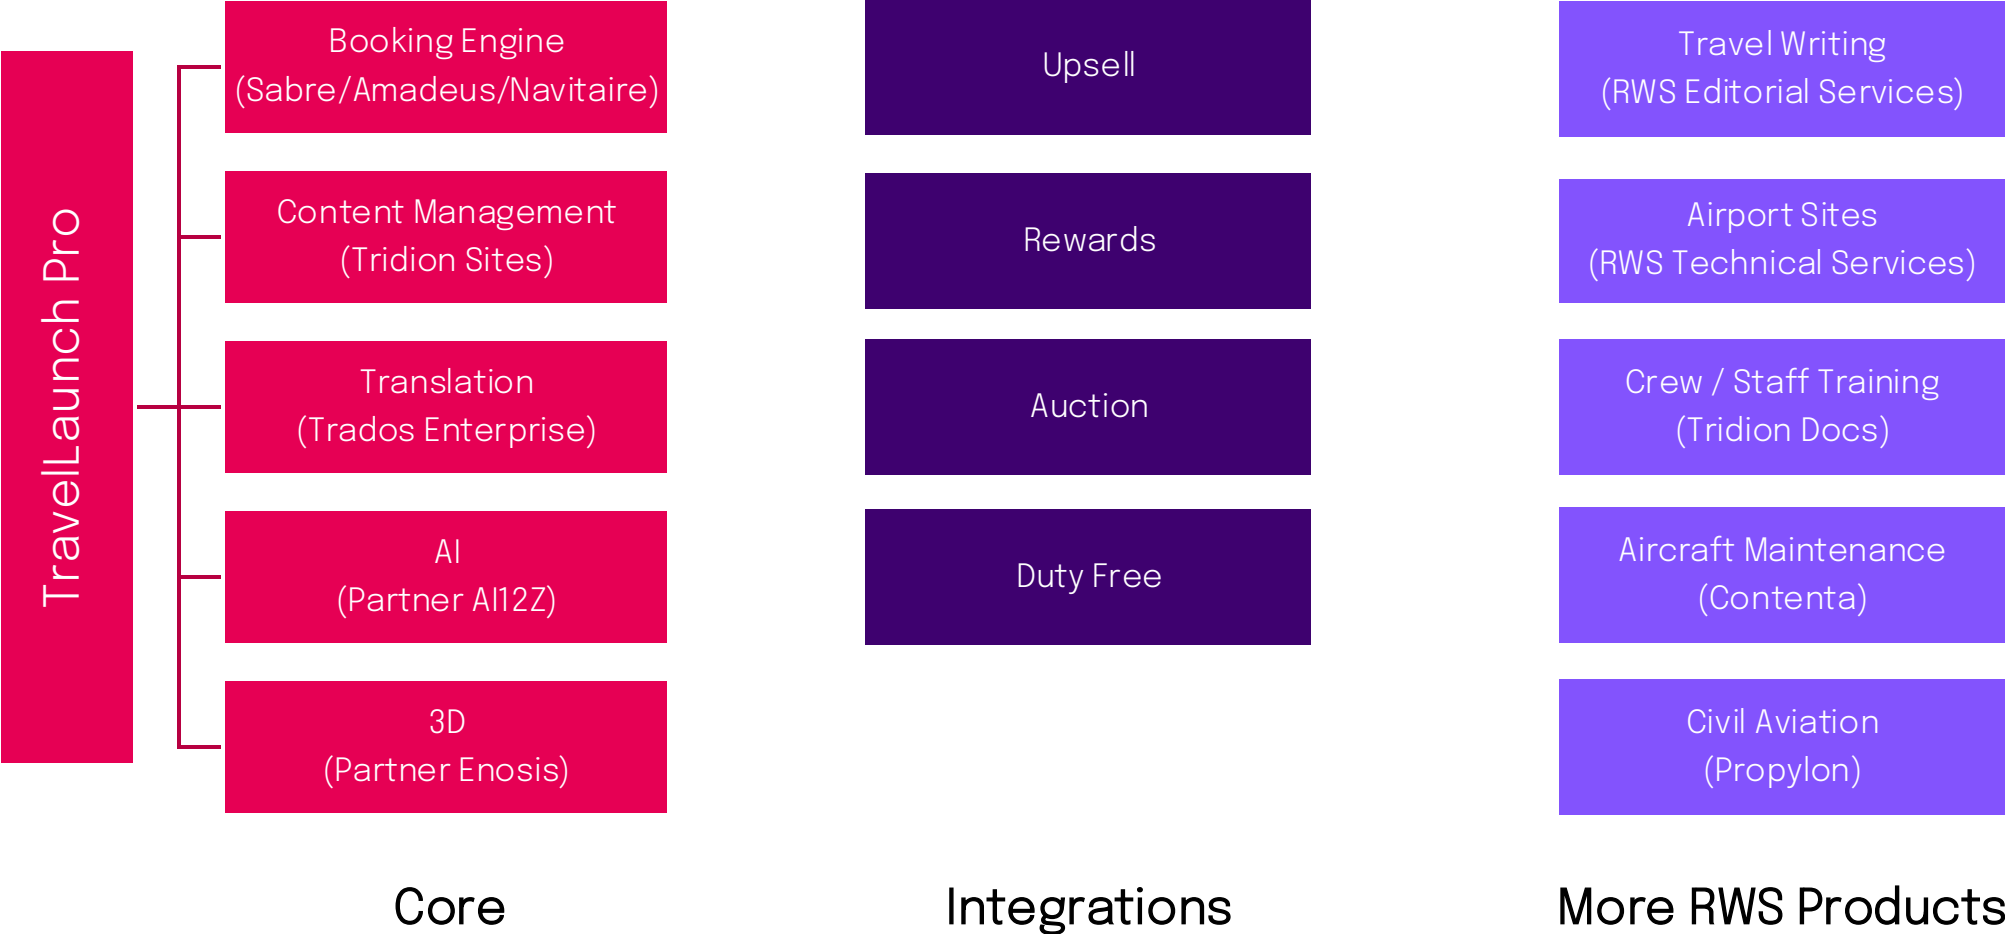 TravelLaunch Pro
Booking Engine
(Sabre/Amadeus/Navitaire)
Content Management
(Tridion Sites)
Translation
(Trados Enterprise)
AI
(Partner AI12Z)
3D
(Partner Enosis)
Core
Upsell
Rewards
Auction
Duty Free
Integrations
Travel Writing
(RWS Editorial Services)
Airport Sites
(RWS Technical Services)
Crew / Staff Training
(Tridion Docs)
Aircraft Maintenance
(Contenta)
Civil Aviation
(Propylon)
More RWS Products